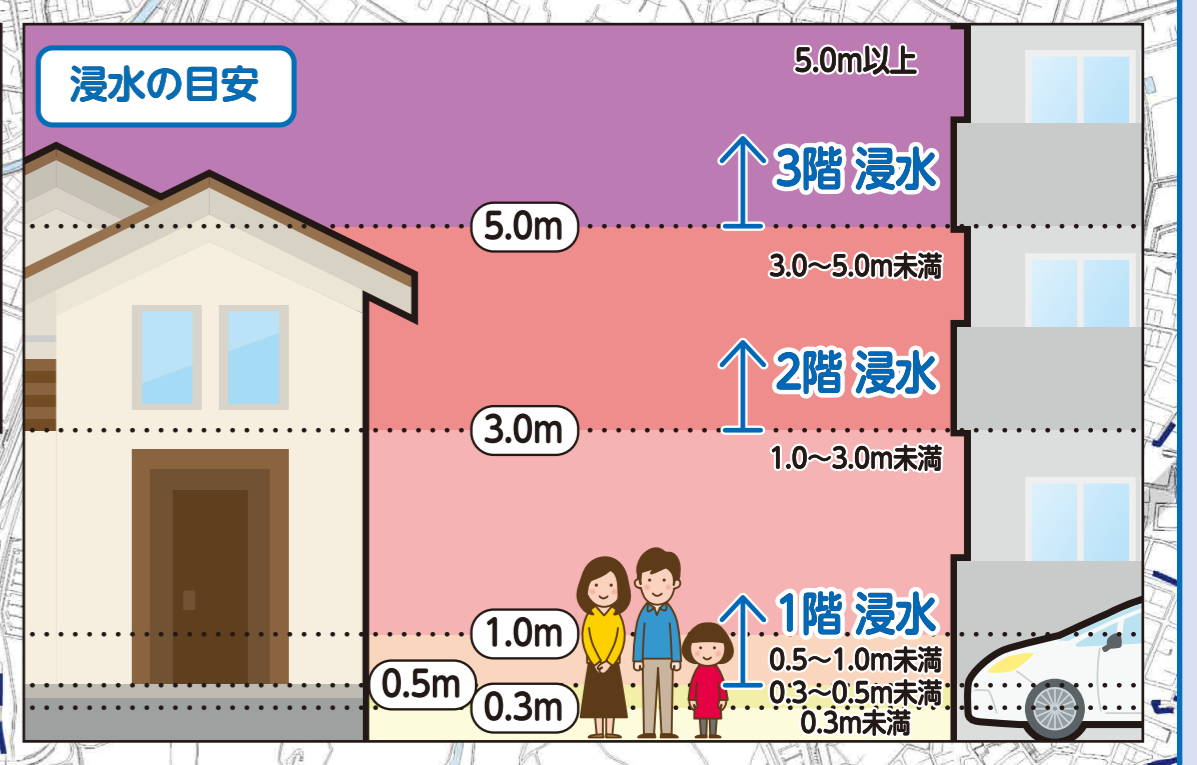 浸水の目安
5.0m以上
3階 浸水
5.0m
3.0〜5.0m未満
2階 浸水
3.0m
1.0〜3.0m未満
1階 浸水
1.0m
0.5〜1.0m未満
0.5m
0.3〜0.5m未満
0.3m
0.3m未満